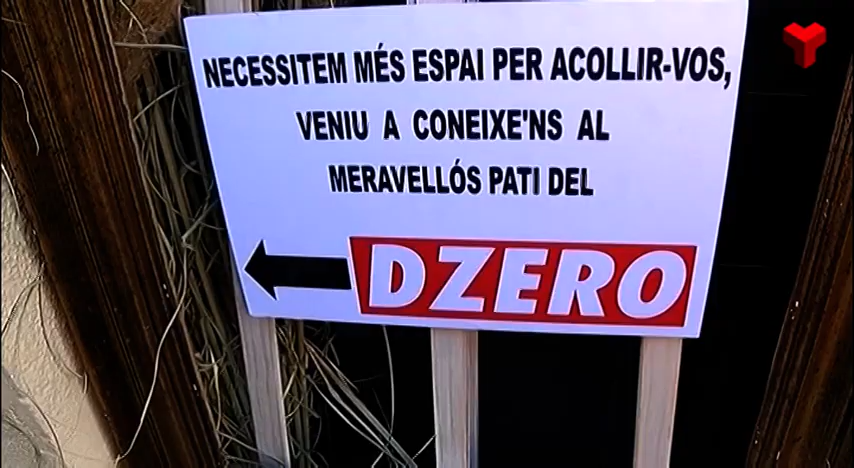 NECESSITEM MÉS ESPAI PER ACOLLIR-VOS,
VENIU A CONEIXE'NS AL
MERAVELLÓS PATI DEL
DZERO